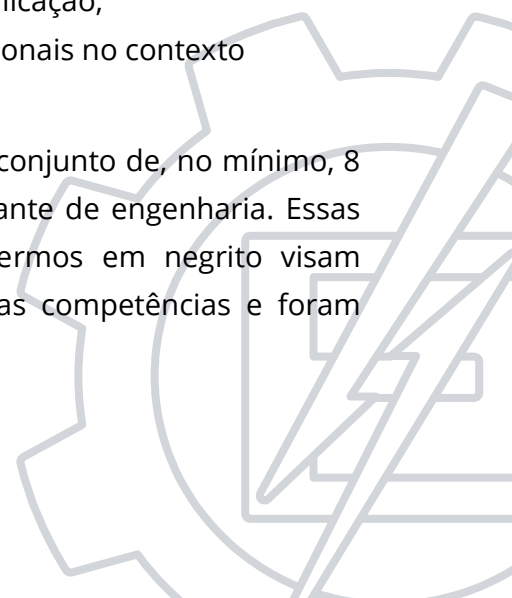 onais no contexto
conjunto de, no mínimo, 8
ante de engenharia. Essas
ermos em negrito visam
as competências e foram